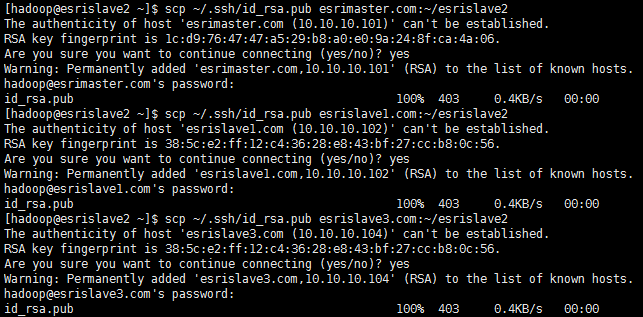 [hadoop@esrislave2 ~]$ scp ~/.ssh/id_rsa.pub esrimaster.com:~/esrislave2
The authenticity of host 'esrimaster.com (10.10.10.101)' can't be established.
RSA key fingerprint is 1c:d9:76:47:47:a5:29:b8:a0:e0:9a:24:8f:ca:4a:06.
Are you sure you want to continue connecting (yes/no)? yes
Warning: Permanently added 'esrimaster.com,10.10.10.101' (RSA) to the list of known hosts.
hadoop@esrimaster.com's password:
id_rsa.pub 100% 403 0.4KB/s 00:00
[hadoop@esrislave2 ~]$ scp ~/.ssh/id_rsa.pub esrislave1.com:~/esrislave2
The authenticity of host 'esrislave1.com (10.10.10.102)' can't be established.
RSA key fingerprint is 38:5c:e2:ff:12:c4:36:28:e8:43:bf:27:cc:b8:0c:56.
Are you sure you want to continue connecting (yes/no)? yes
Warning: Permanently added 'esrislave1.com,10.10.10.102' (RSA) to the list of known hosts.
hadoop@esrislave1.com's password:
id_rsa.pub 100% 403 0.4KB/s 00:00
[hadoop@esrislave2 ~]$ scp ~/.ssh/id_rsa.pub esrislave3.com:~/esrislave2
The authenticity of host 'esrislave3.com (10.10.10.104)' can't be established.
RSA key fingerprint is 38:5c:e2:ff:12:c4:36:28:e8:43:bf:27:cc:b8:0c:56.
Are you sure you want to continue connecting (yes/no)? yes
Warning: Permanently added 'esrislave3.com,10.10.10.104' (RSA) to the list of known hosts.
hadoop@esrislave3.com's password:
id_rsa.pub 100% 403 0.4KB/s 00:00